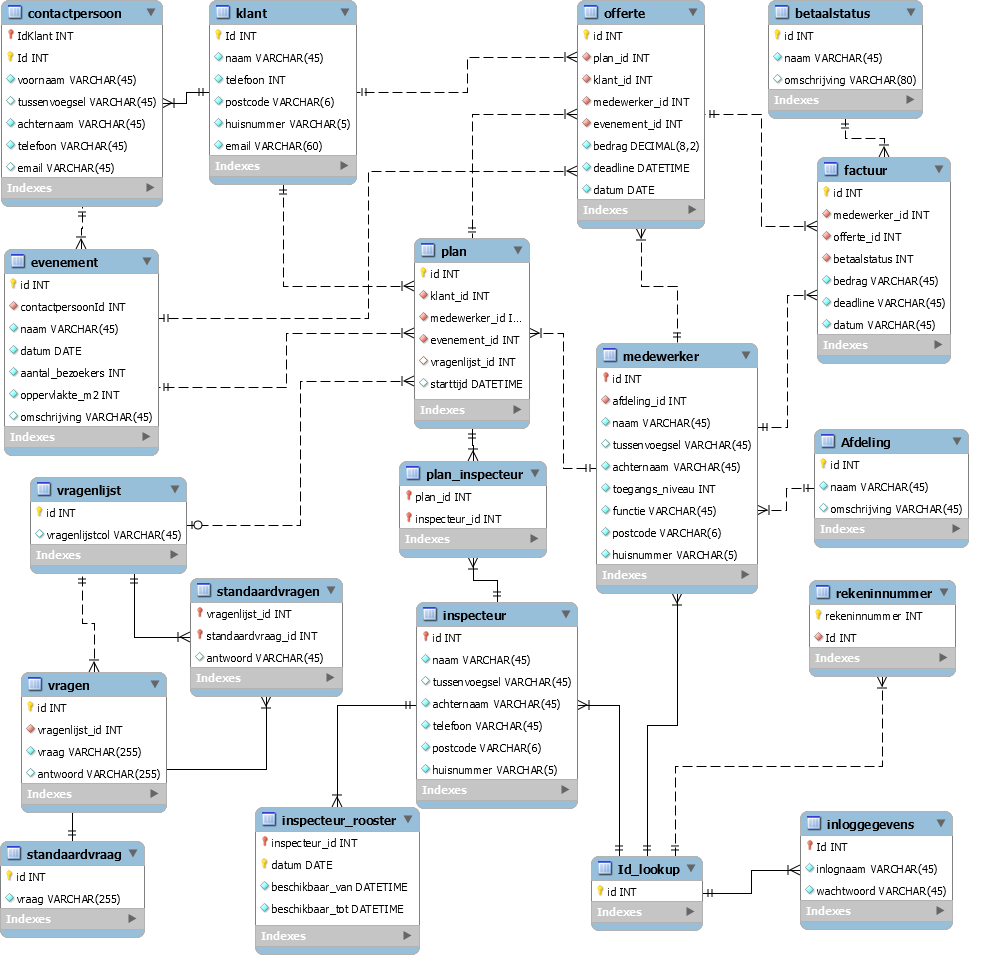 contactpersoon
IdKlant INT
Id INT
voornaam VARCHAR(45)
tussenvoegsel VARCHAR(45)
achternaam VARCHAR(45)
telefoon VARCHAR(45)
email VARCHAR(45)
Indexes
klant
Id INT
naam VARCHAR(45)
telefoon INT
postcode VARCHAR(6)
huisnummer VARCHAR(5)
email VARCHAR(60)
Indexes
offerte
id INT
plan_id INT
klant_id INT
medewerker_id INT
evenement_id INT
bedrag DECIMAL(8,2)
deadline DATETIME
datum DATE
Indexes
betaalstatus
id INT
naam VARCHAR(45)
omschrijving VARCHAR(80)
Indexes
factuur
id INT
medewerker_id INT
offerte_id INT
betaalstatus INT
bedrag VARCHAR(45)
deadline VARCHAR(45)
datum VARCHAR(45)
Indexes
evenement
id INT
contactpersoonId INT
naam VARCHAR(45)
datum DATE
aantal_bezoekers INT
oppervlakte_m2 INT
omschrijving VARCHAR(45)
Indexes
plan
id INT
klant_id INT
medewerker_id I...
evenement_id INT
vragenlijst_id INT
starttijd DATETIME
Indexes
medewerker
id INT
afdeling_id INT
naam VARCHAR(45)
tussenvoegsel VARCHAR(45)
achternaam VARCHAR(45)
toegangs_niveau INT
functie VARCHAR(45)
postcode VARCHAR(6)
huisnummer VARCHAR(5)
Indexes
Afdeling
id INT
naam VARCHAR(45)
omschrijving VARCHAR(45)
Indexes
vragenlijst
id INT
vragenlijstcol VARCHAR(45)
Indexes
plan_inspecteur
plan_id INT
inspecteur_id INT
Indexes
standaardvragen
vragenlijst_id INT
standaardvraag_id INT
antwoord VARCHAR(45)
Indexes
inspecteur
id INT
naam VARCHAR(45)
tussenvoegsel VARCHAR(45)
achternaam VARCHAR(45)
telefoon VARCHAR(45)
postcode VARCHAR(6)
huisnummer VARCHAR(5)
Indexes
rekeninnummer
rekeninnummer INT
Id INT
Indexes
vragen
id INT
vragenlijst_id INT
vraag VARCHAR(255)
antwoord VARCHAR(255)
Indexes
standaardvraag
id INT
vraag VARCHAR(255)
Indexes
inspecteur_rooster
inspecteur_id INT
datum DATE
beschikbaar_van DATETIME
beschikbaar_tot DATETIME
Indexes
Id_lookup
id INT
Indexes
inloggegevens
Id INT
inlognaam VARCHAR(45)
wachtwoord VARCHAR(45)
Indexes